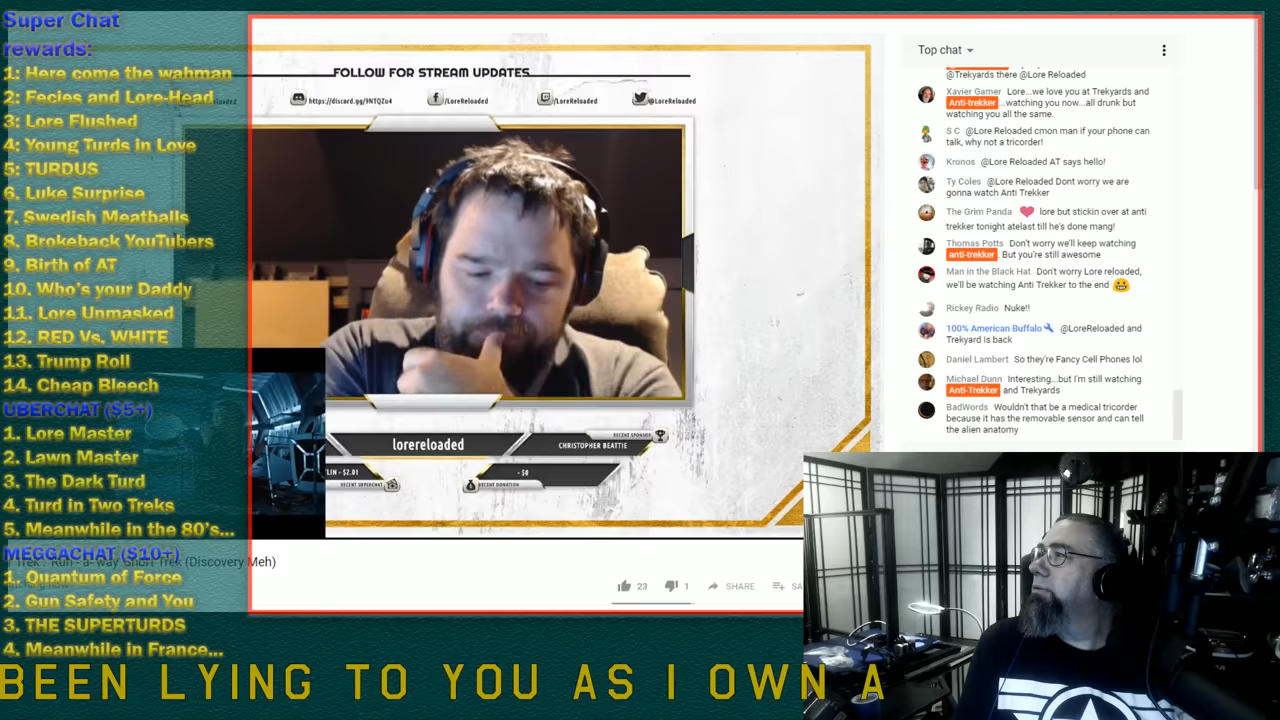 Super Chat
rewards:
1: Here come the wahman
2: Fecies and Lore-Head
3: Lore Flushed
4: Young Turds in Love
5: TURDUS
6. Luke Surprise
7. Swedish Meatballs
8. Brokeback YouTubers
9. Birth of AT
10. Who's your Daddy
11. Lore Unmasked
12. RED Vs. WHITE
13. Trump Roll
14. Cheap Bleech
UBERCHAT ($5+)
1. Lore Master
2. Lawn Master
3. The Dark Turd
4. Turd in Two Treks
5. Meanwhile in the 80's...
MEGGACHAT ($10+)
1. Quantum of Force
2. Gun Safety and You
3. THE SUPERTURDS
4. Meanwhile in France...
FOLLOW FOR STREAM UPDATES
https://discord.gg/9NTQZu4 /LoreReloaded /LoreReloaded @LoreReloaded
lorereloaded
RECENT SPONSOR
CHRISTOPHER BEATTIE
LIN - $2.01
RECENT SUPERCHAT
- $0
RECENT DONATION
Trek: Run - a-way Short Trek (Discovery Meh)
23 1 SHARE SA
Top chat
@Trekyards there @Lore Reloaded
Xavier Gamer Lore...we love you at Trekyards and
Anti-trekker...watching you now...all drunk but
watching you all the same.
S C @Lore Reloaded cmon man if your phone can
talk, why not a tricorder!
Kronos @Lore Reloaded AT says hello!
Ty Coles @Lore Reloaded Dont worry we are
gonna watch Anti Trekker
The Grim Panda ❤ lore but stickin over at anti
trekker tonight atelast till he's done mang!
Thomas Potts Don't worry we'll keep watching
anti-trekker. But you're still awesome
Man in the Black Hat Don't worry Lore reloaded,
we'll be watching Anti Trekker to the end 😀
Rickey Radio Nuke!!
100% American Buffalo @LoreReloaded and
Trekyard is back
Daniel Lambert So they're Fancy Cell Phones lol
Michael Dunn Interesting...but I'm still watching
Anti-Trekker and Trekyards
BadWords Wouldn't that be a medical tricorder
because it has the removable sensor and can tell
the alien anatomy
BEEN LYING TO YOU AS I OWN A